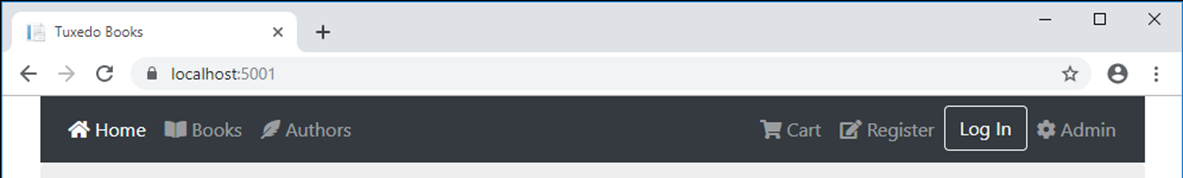 Tuxedo Books
localhost:5001
Home Books Authors Cart Register Log In Admin